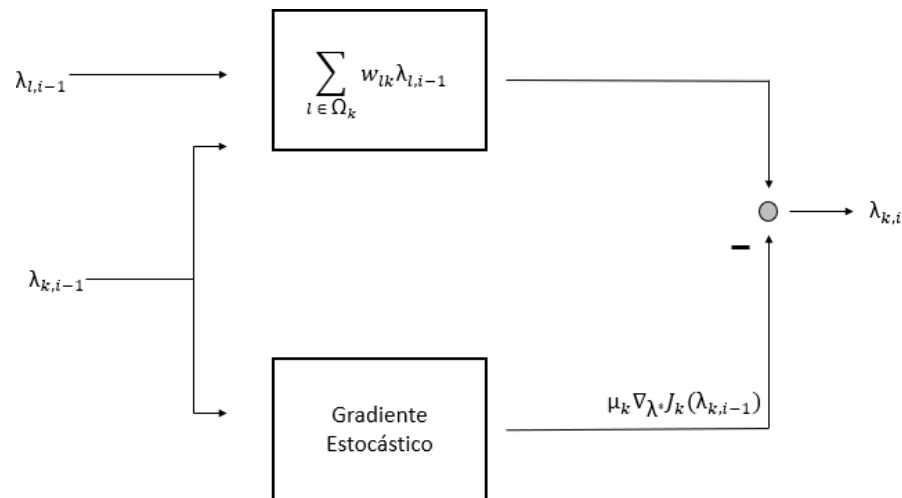 λ_{l,i−1}
∑_{l ∈ Ω_k} w_{lk}λ_{l,i−1}
λ_{k,i}
−
λ_{k,i−1}
μ_k∇_{λ*}J_k(λ_{k,i−1})
Gradiente
Estocástico